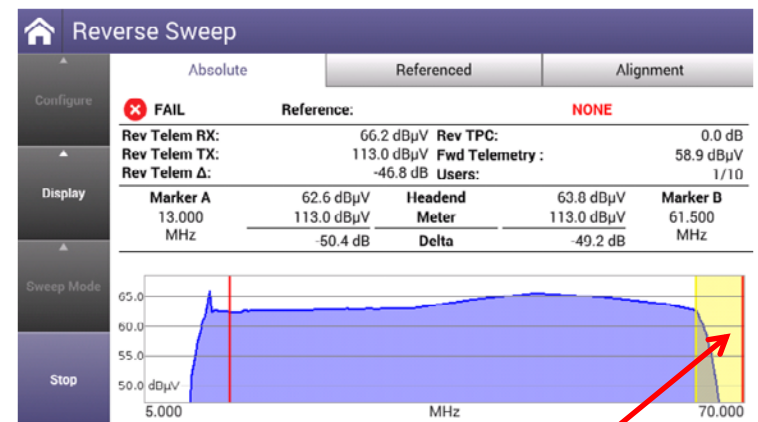 Reverse Sweep
Absolute Referenced Alignment
Configure
FAIL Reference: NONE
Rev Telem RX: 66.2 dBµV Rev TPC: 0.0 dB
Rev Telem TX: 113.0 dBµV Fwd Telemetry : 58.9 dBµV
Rev Telem Δ: -46.8 dB Users: 1/10
Display
Marker A 62.6 dBµV Headend 63.8 dBµV Marker B
13.000 113.0 dBµV Meter 113.0 dBµV 61.500
MHz -50.4 dB Delta -49.2 dB MHz
Sweep Mode
65.0
60.0
55.0
Stop
50.0 dBµV
5.000 MHz 70.000